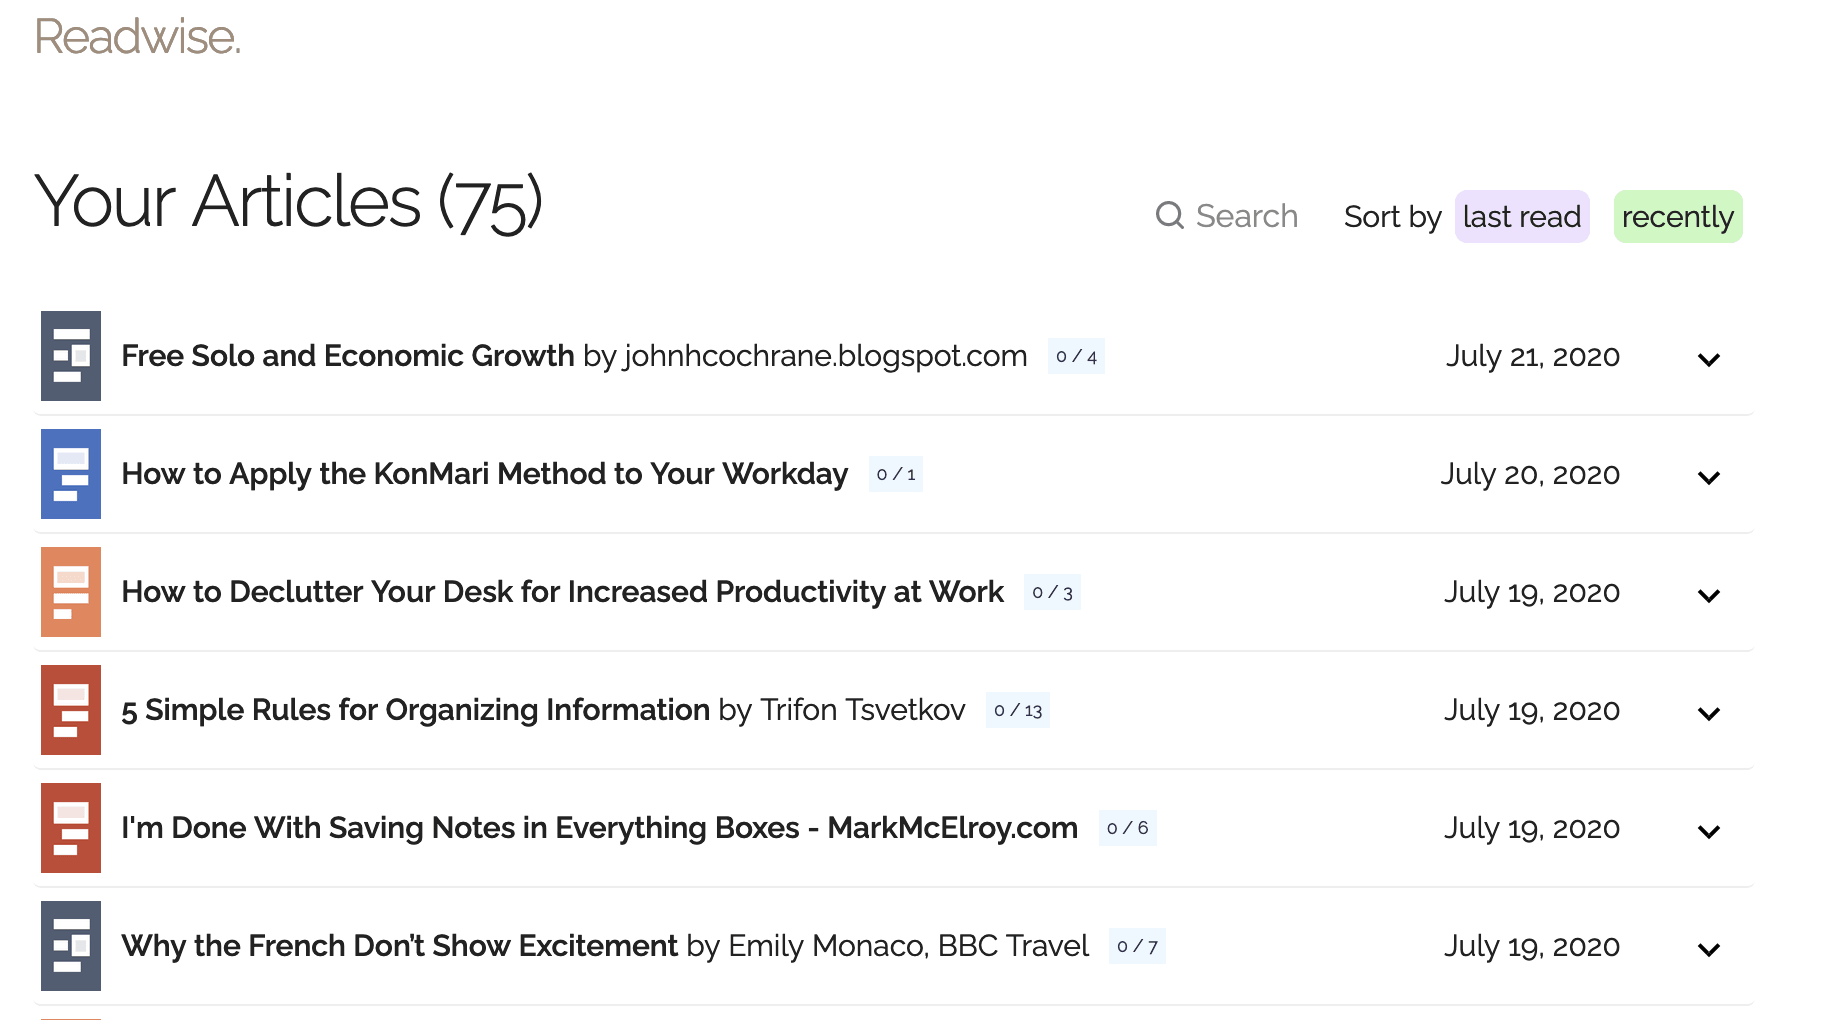 Readwise.
Your Articles (75)
Search Sort by last read recently
Free Solo and Economic Growth by johnhcochrane.blogspot.com 0 / 4 July 21, 2020
How to Apply the KonMari Method to Your Workday 0 / 1 July 20, 2020
How to Declutter Your Desk for Increased Productivity at Work 0 / 3 July 19, 2020
5 Simple Rules for Organizing Information by Trifon Tsvetkov 0 / 13 July 19, 2020
I'm Done With Saving Notes in Everything Boxes - MarkMcElroy.com 0 / 6 July 19, 2020
Why the French Don’t Show Excitement by Emily Monaco, BBC Travel 0 / 7 July 19, 2020